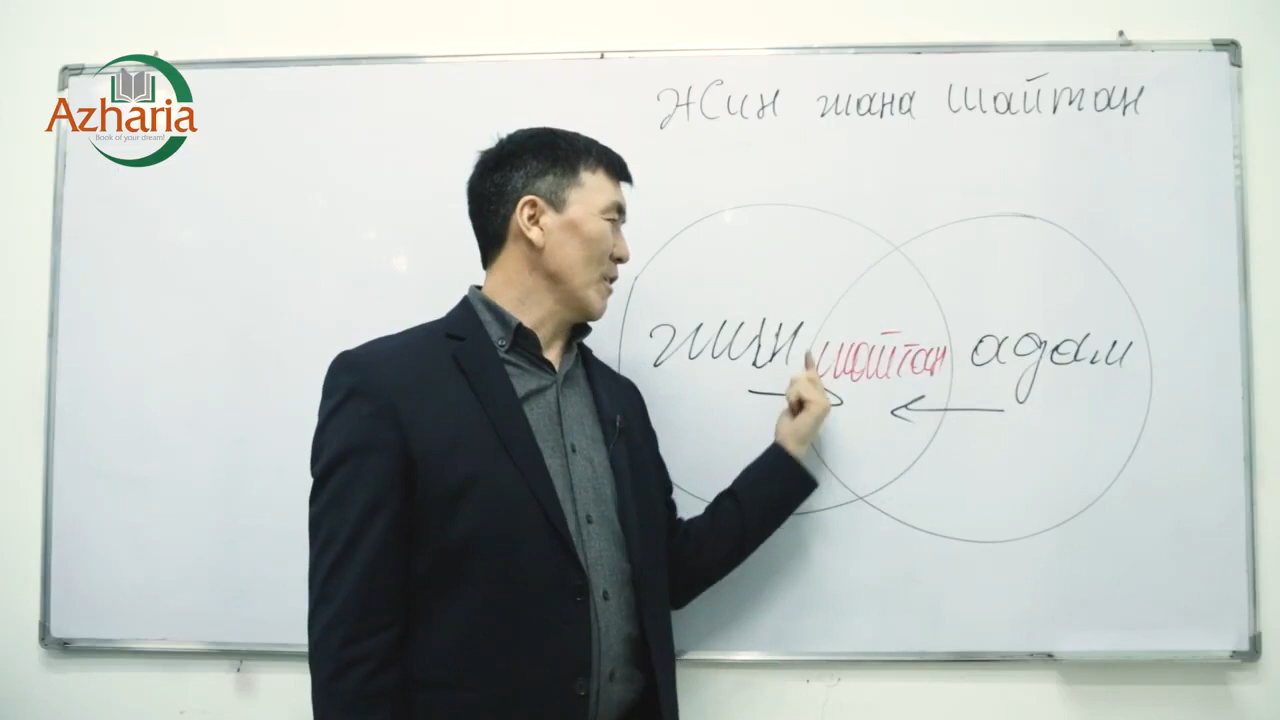 Azharia
Book of your dream!
Жин жана шайтан
жин шайтан адам